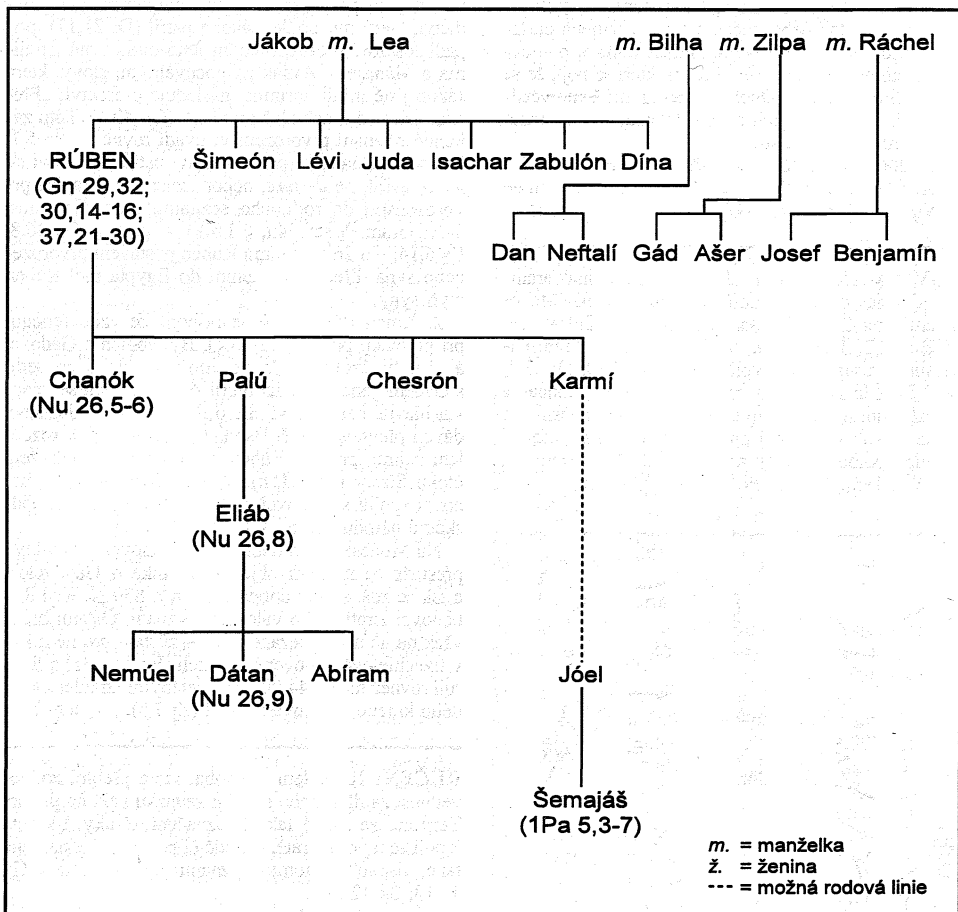 Jákob m. Lea m. Bilha m. Zilpa m. Ráchel
RÚBEN Šimeón Lévi Juda Isachar Zabulón Dína
(Gn 29,32;
30,14-16;
37,21-30)
Dan Neftalí Gád Ašer Josef Benjamín
Chanók Palú Chesrón Karmí
(Nu 26,5-6)
Eliáb
(Nu 26,8)
Nemúel Dátan Abíram Jóel
(Nu 26,9)
Šemajáš
(1Pa 5,3-7)
m. = manželka
ž. = ženina
--- = možná rodová linie